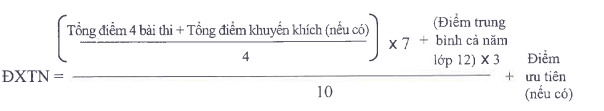 Tổng điểm 4 bài thi + Tổng điểm khuyến khích (nếu có)
4
x 7 +
(Điểm trung
bình cả năm
lớp 12) x 3
ĐXTN =
10
+
Điểm
ưu tiên
(nếu có)